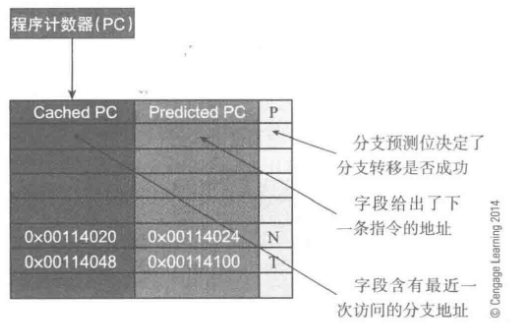 程序计数器(PC)
Cached PC Predicted PC P
分支预测位决定了
分支转移是否成功
字段给出了下
一条指令的地址
0×00114020 0×00114024 N
0×00114048 0×00114100 T
字段含有最近一
次访问的分支地址
© Cengage Learning 2014